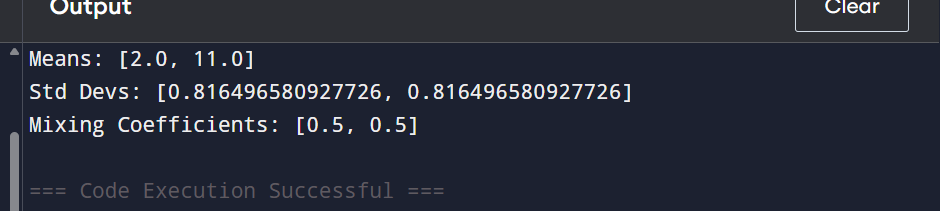 Output
Clear
Means: [2.0, 11.0]
Std Devs: [0.816496580927726, 0.816496580927726]
Mixing Coefficients: [0.5, 0.5]
=== Code Execution Successful ===